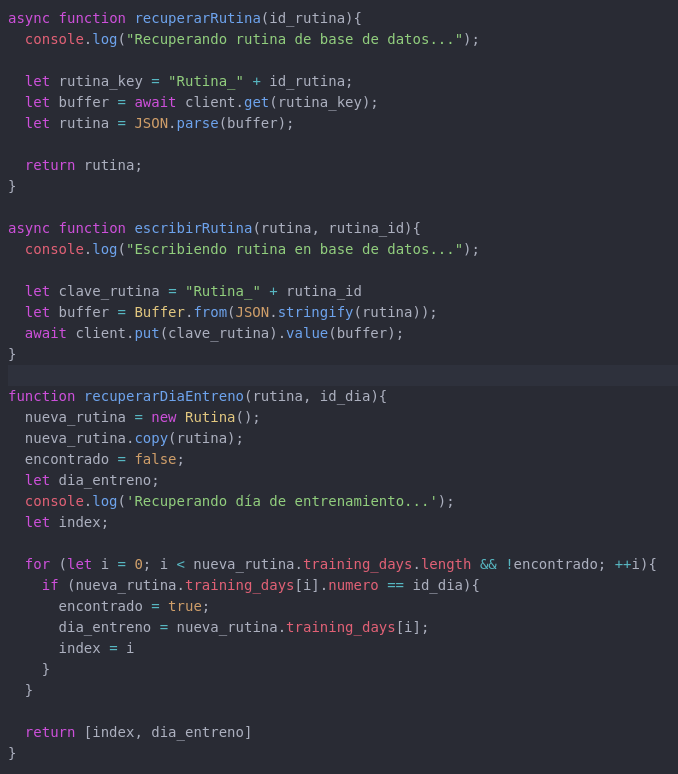 async function recuperarRutina(id_rutina){
  console.log("Recuperando rutina de base de datos...");

  let rutina_key = "Rutina_" + id_rutina;
  let buffer = await client.get(rutina_key);
  let rutina = JSON.parse(buffer);

  return rutina;
}

async function escribirRutina(rutina, rutina_id){
  console.log("Escribiendo rutina en base de datos...");

  let clave_rutina = "Rutina_" + rutina_id
  let buffer = Buffer.from(JSON.stringify(rutina));
  await client.put(clave_rutina).value(buffer);
}

function recuperarDiaEntreno(rutina, id_dia){
  nueva_rutina = new Rutina();
  nueva_rutina.copy(rutina);
  encontrado = false;
  let dia_entreno;
  console.log('Recuperando día de entrenamiento...');
  let index;

  for (let i = 0; i < nueva_rutina.training_days.length && !encontrado; ++i){
    if (nueva_rutina.training_days[i].numero == id_dia){
      encontrado = true;
      dia_entreno = nueva_rutina.training_days[i];
      index = i
    }
  }

  return [index, dia_entreno]
}